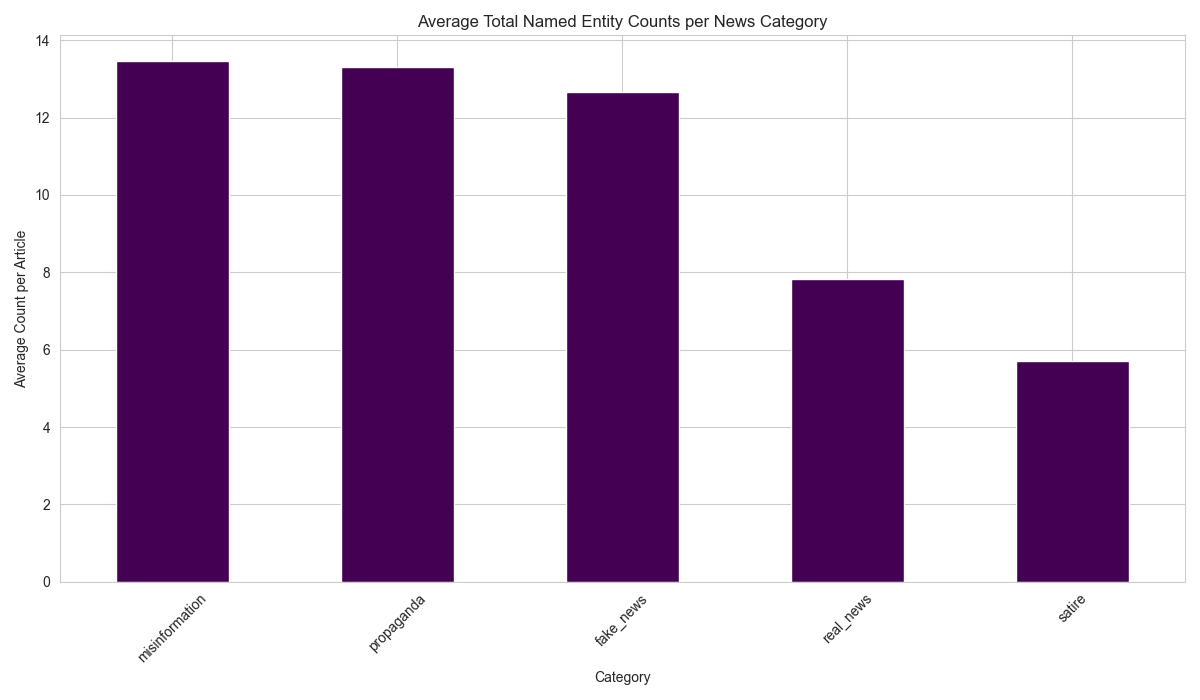 Average Total Named Entity Counts per News Category
14
12
10
8
6
4
2
0
Average Count per Article
misinformation
propaganda
fake_news
real_news
satire
Category